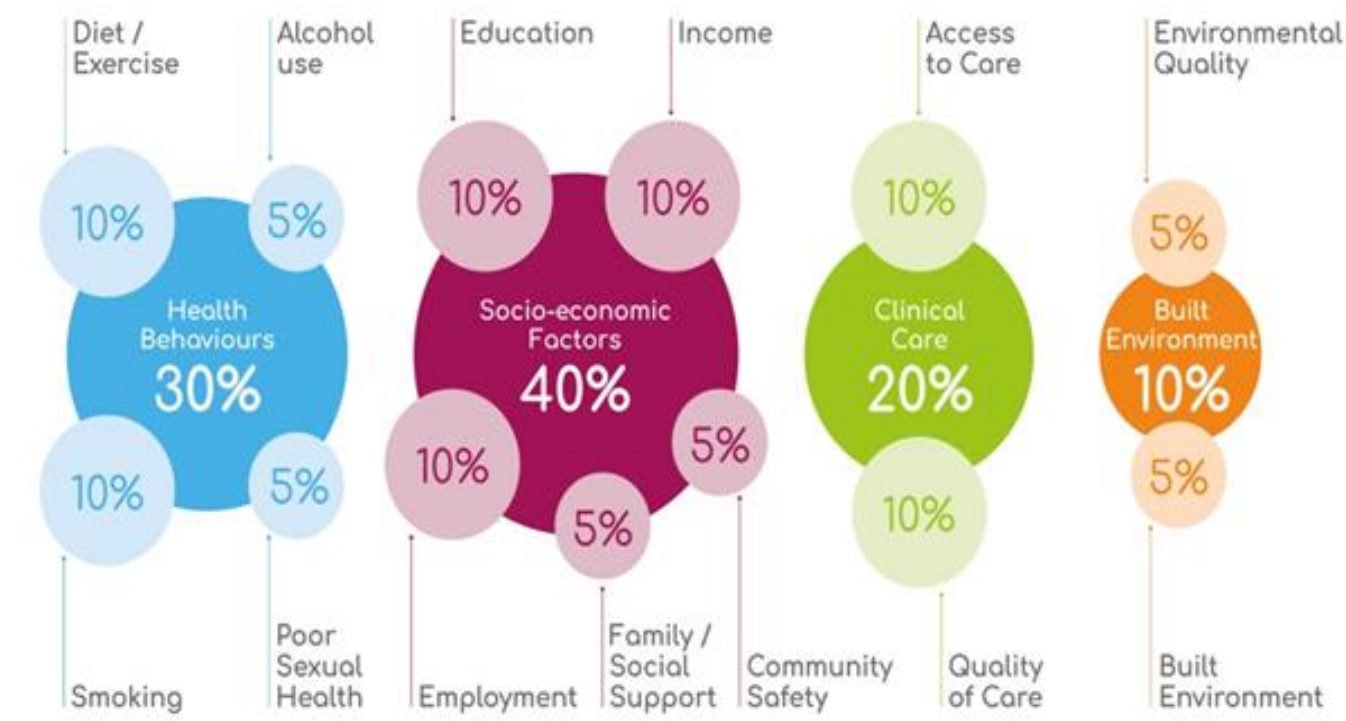 Diet /
Exercise
Alcohol
use
Education
Income
Access
to Care
Environmental
Quality
10%
5%
10%
10%
10%
5%
Health
Behaviours
30%
Socio-economic
Factors
40%
Clinical
Care
20%
Built
Environment
10%
10%
5%
10%
5%
5%
10%
5%
Smoking
Poor
Sexual
Health
Employment
Family /
Social
Support
Community
Safety
Quality
of Care
Built
Environment